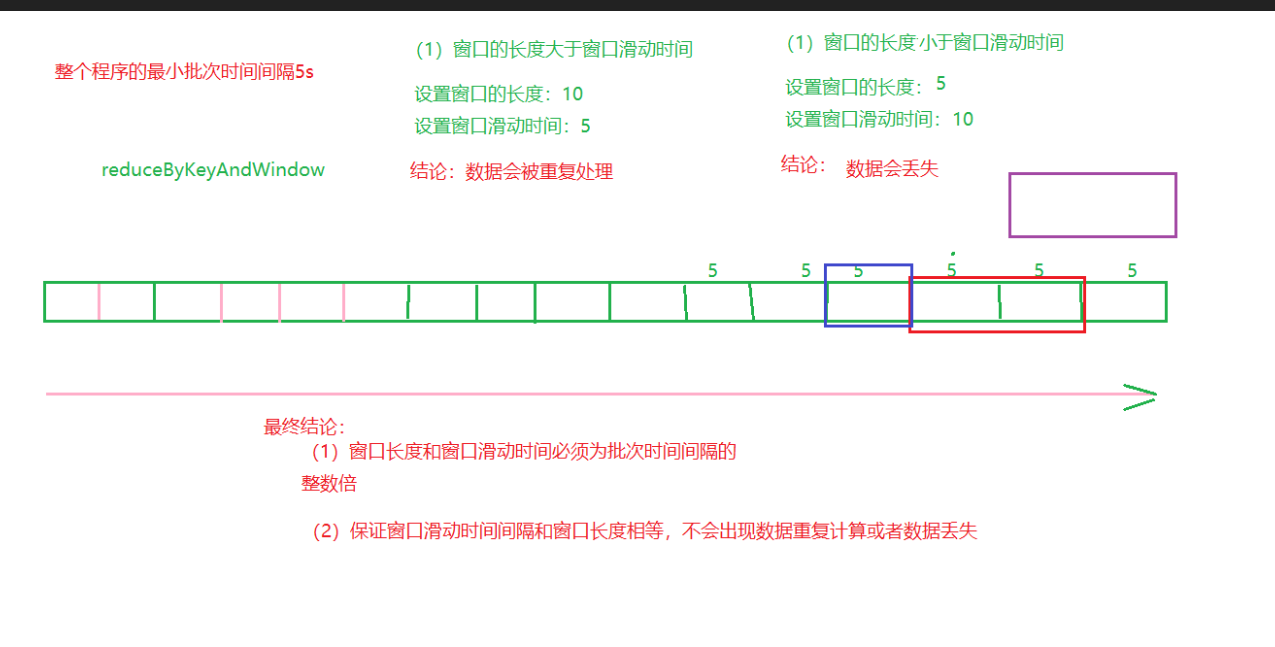 整个程序的最小批次时间间隔5s
reduceByKeyAndWindow
（1）窗口的长度大于窗口滑动时间
设置窗口的长度：10
设置窗口滑动时间：5
结论：数据会被重复处理
（1）窗口的长度小于窗口滑动时间
设置窗口的长度：5
设置窗口滑动时间：10
结论：数据会丢失
5 5 5 5 5 5
最终结论：
（1）窗口长度和窗口滑动时间必须为批次时间间隔的
整数倍
（2）保证窗口滑动时间间隔和窗口长度相等，不会出现数据重复计算或者数据丢失